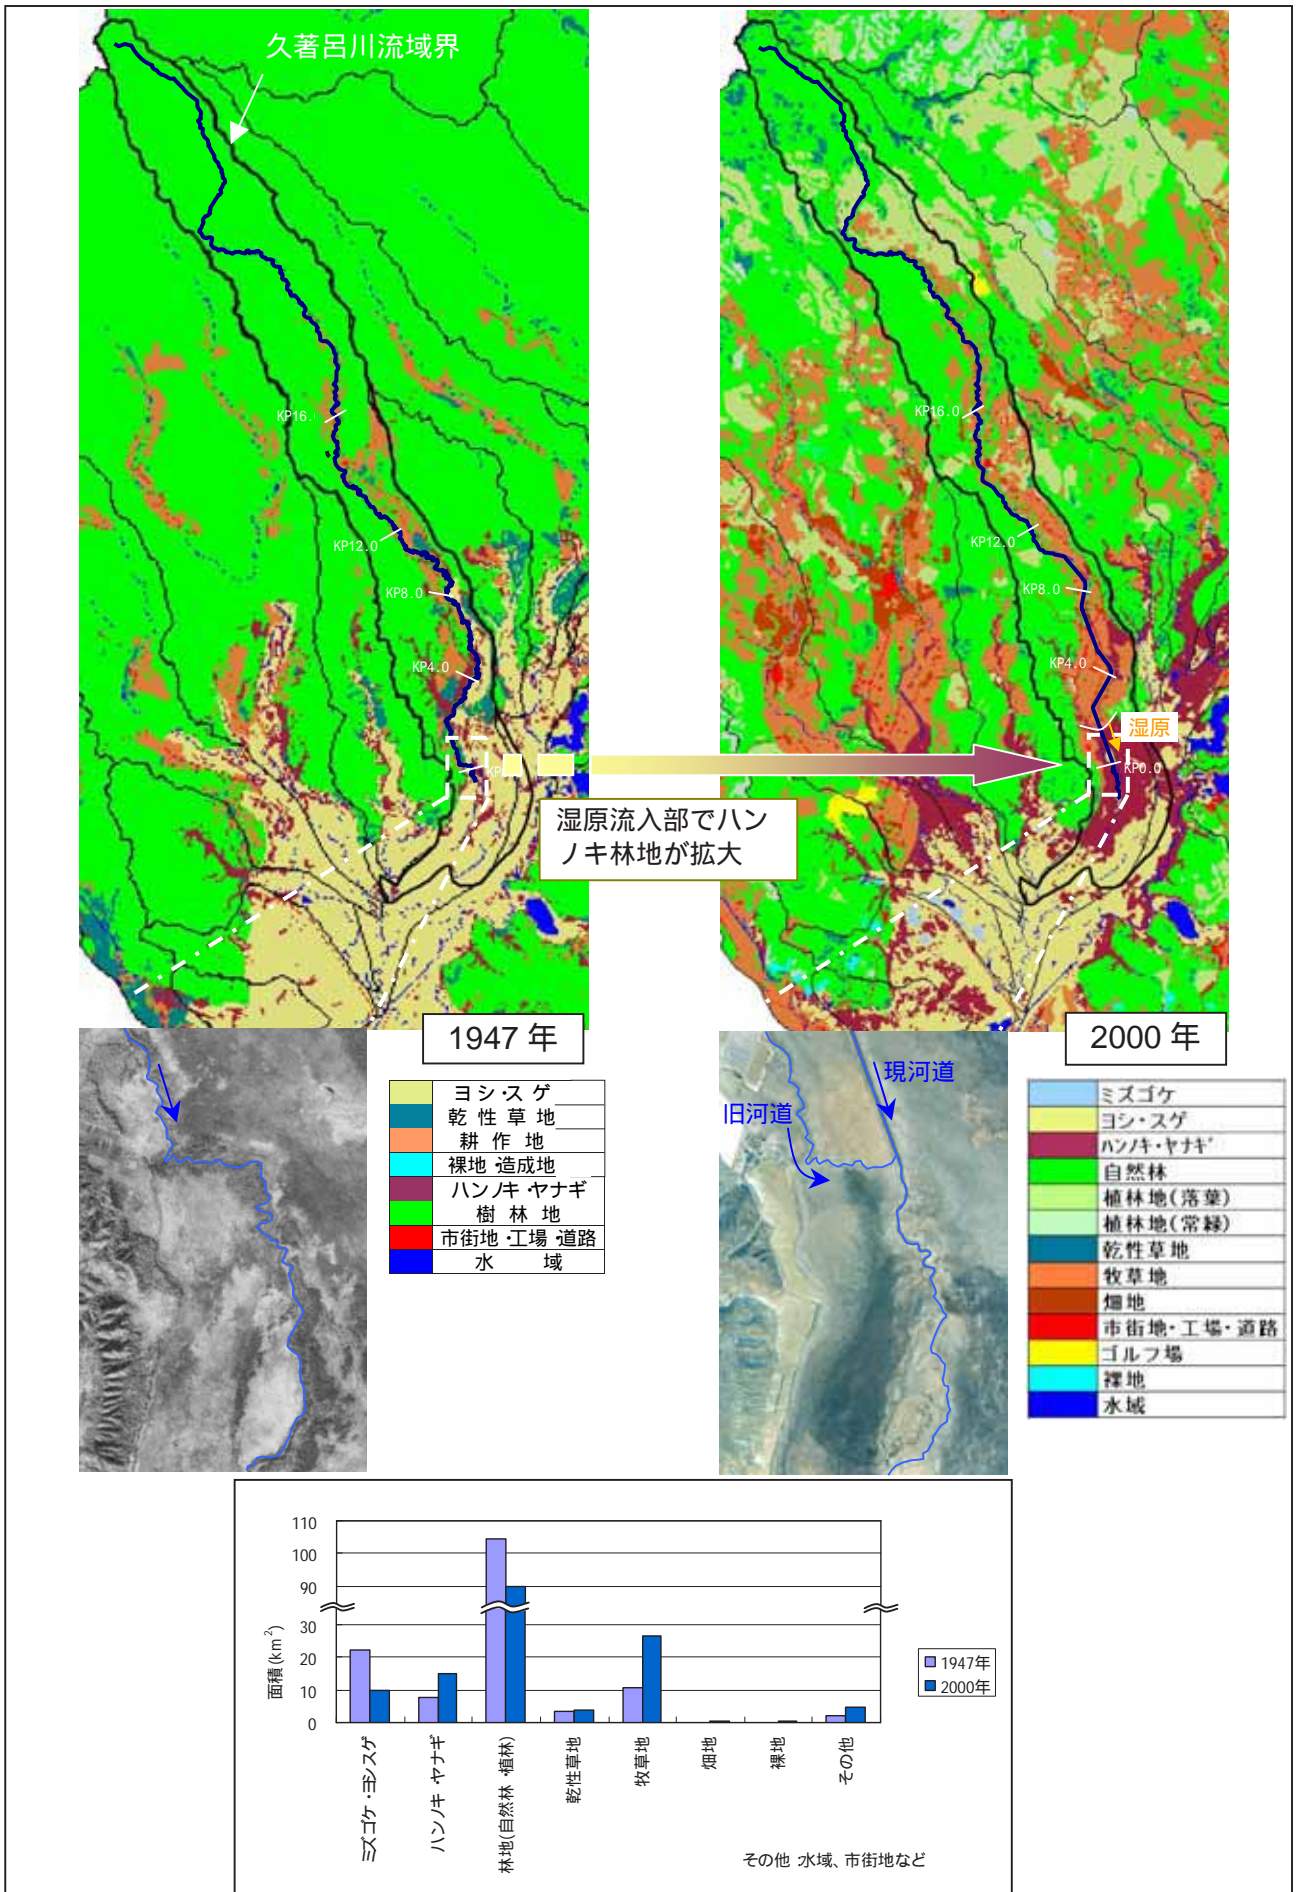 久著呂川流域界
KP16.
KP12.0
KP8.0
KP4.0
KP
KP16.0
KP12.0
KP8.0
KP4.0
湿原
KP0.0
湿原流入部でハン
ノキ林地が拡大
1947 年
2000 年
ヨシ・スゲ
乾性草地
耕作地
裸地・造成地
ハンノキ・ヤナギ
樹林地
市街地・工場・道路
水 域
現河道
旧河道
ミズゴケ
ヨシ・スゲ
ハンノキ・ヤナギ
自然林
植林地(落葉)
植林地(常緑)
乾性草地
牧草地
畑地
市街地・工場・道路
ゴルフ場
裸地
水域
110
100
90
30
20
10
0
面積(km²)
ミズゴケ・ヨシスゲ
ハンノキ・ヤナギ
林地(自然林・植林)
乾性草地
牧草地
畑地
裸地
その他
1947年
2000年
その他 水域、市街地など